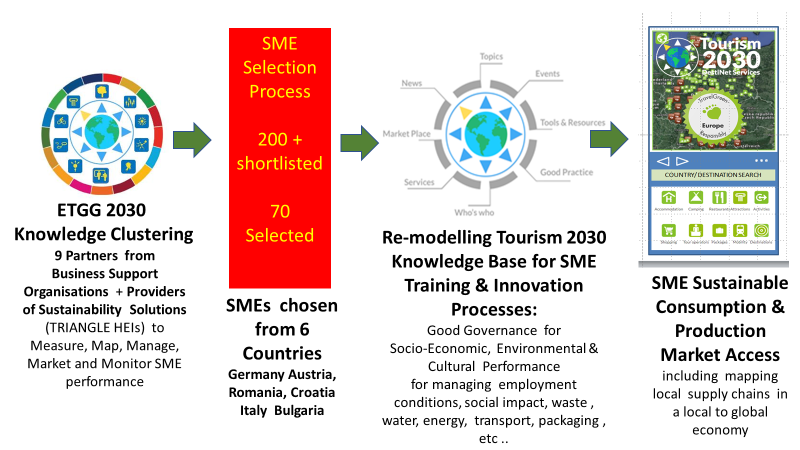 ETGG 2030
Knowledge Clustering
9 Partners from
Business Support
Organisations + Providers
of Sustainability Solutions
(TRIANGLE HEIs) to
Measure, Map, Manage,
Market and Monitor SME
performance
SME
Selection
Process
200 +
shortlisted
70
Selected
SMEs chosen
from 6
Countries
Germany Austria,
Romania, Croatia
Italy Bulgaria
Topics
News
Events
Market Place
Tools & Resources
Services
Good Practice
Who's who
Re-modelling Tourism 2030
Knowledge Base for SME
Training & Innovation
Processes:
Good Governance for
Socio-Economic, Environmental &
Cultural Performance
for managing employment
conditions, social impact, waste ,
water, energy, transport, packaging ,
etc ..
Tourism
2030
DestiNet Services
TravelGreen
Europe
Responsibly
COUNTRY/DESTINATION SEARCH
Accommodation Camping Restaurants Attractions Activities
Shopping Tour operators Packages Mobility Destinations
SME Sustainable
Consumption &
Production
Market Access
including mapping
local supply chains in
a local to global
economy